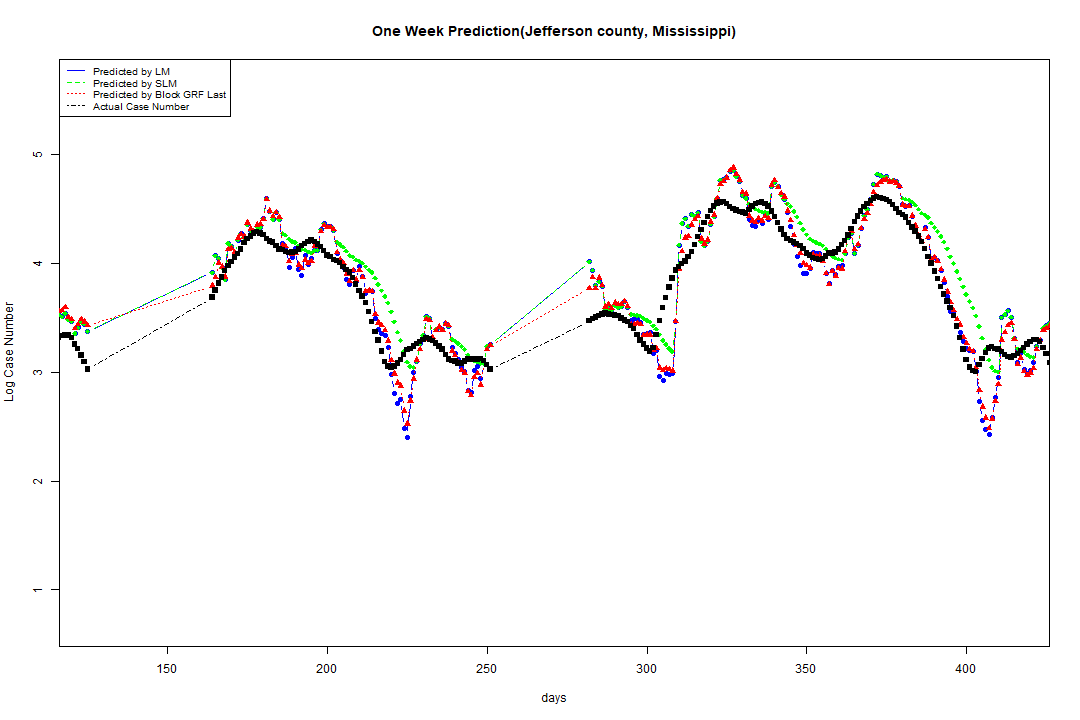 One Week Prediction(Jefferson county, Mississippi)
Predicted by LM
Predicted by SLM
Predicted by Block GRF Last
Actual Case Number
Log Case Number
5
4
3
2
1
150 200 250 300 350 400
days